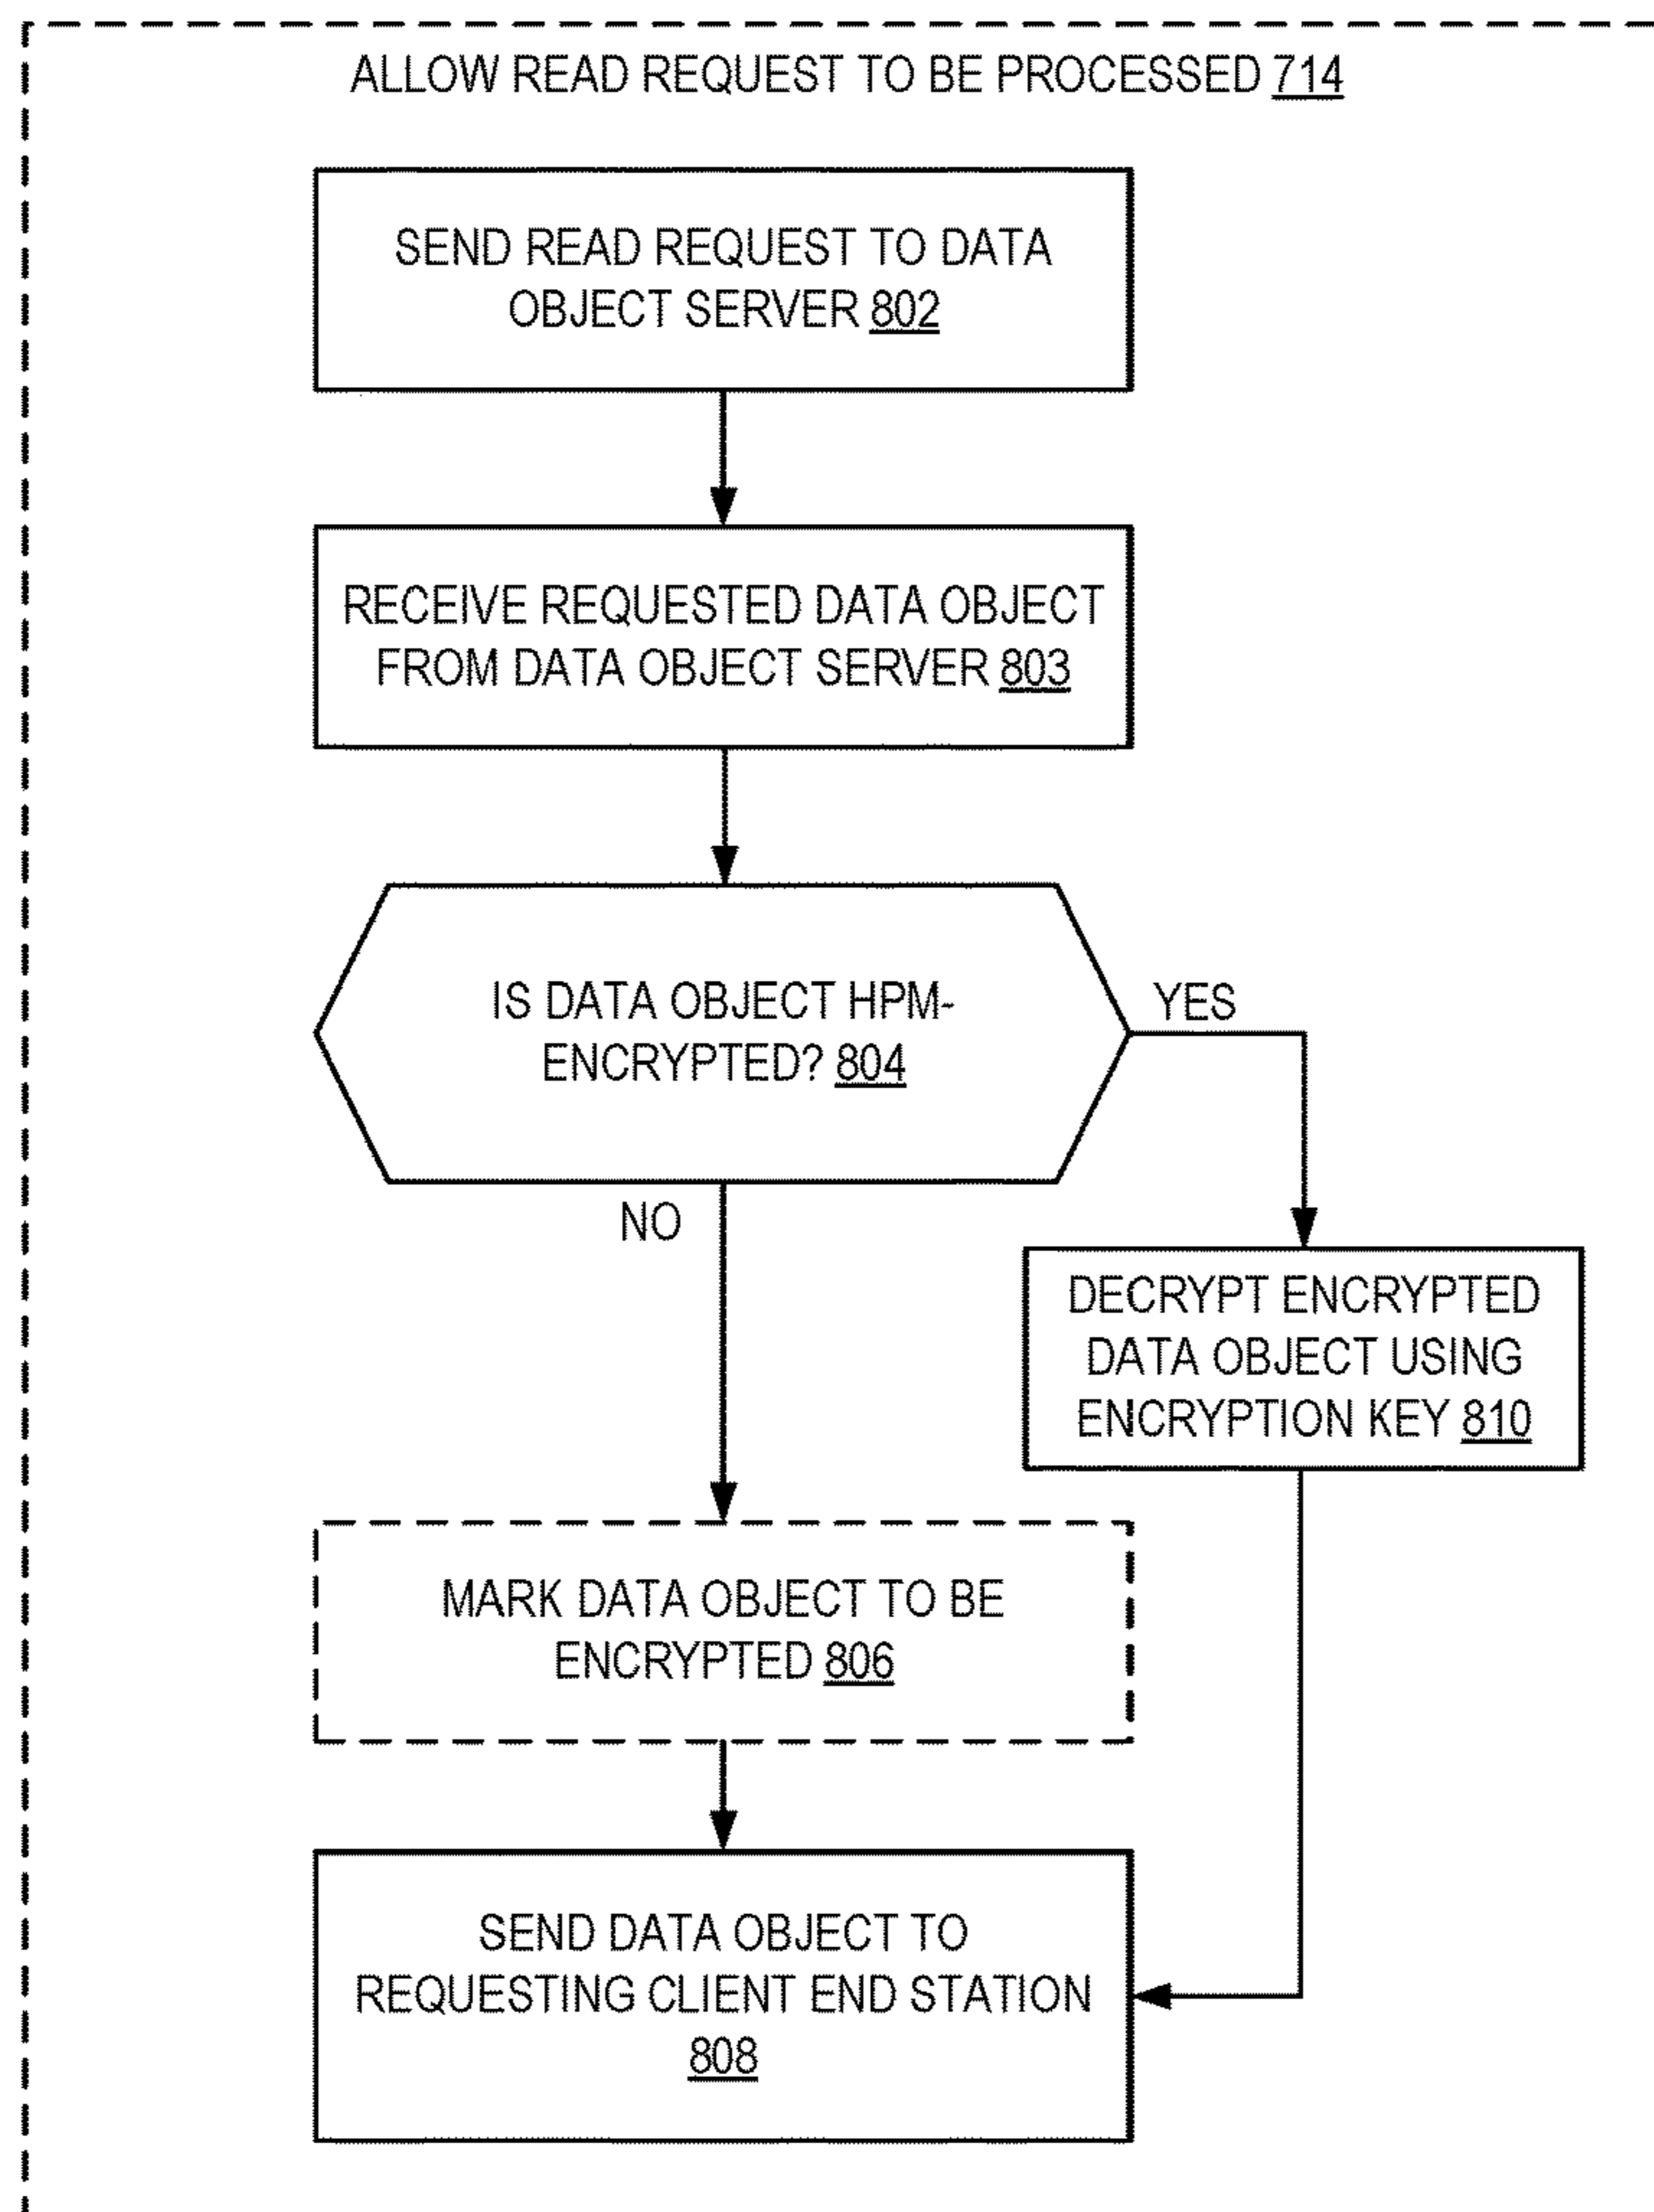 ALLOW READ REQUEST TO BE PROCESSED 714
SEND READ REQUEST TO DATA
OBJECT SERVER 802
RECEIVE REQUESTED DATA OBJECT
FROM DATA OBJECT SERVER 803
IS DATA OBJECT HPM-
ENCRYPTED? 804
YES
NO
DECRYPT ENCRYPTED
DATA OBJECT USING
ENCRYPTION KEY 810
MARK DATA OBJECT TO BE
ENCRYPTED 806
SEND DATA OBJECT TO
REQUESTING CLIENT END STATION
808